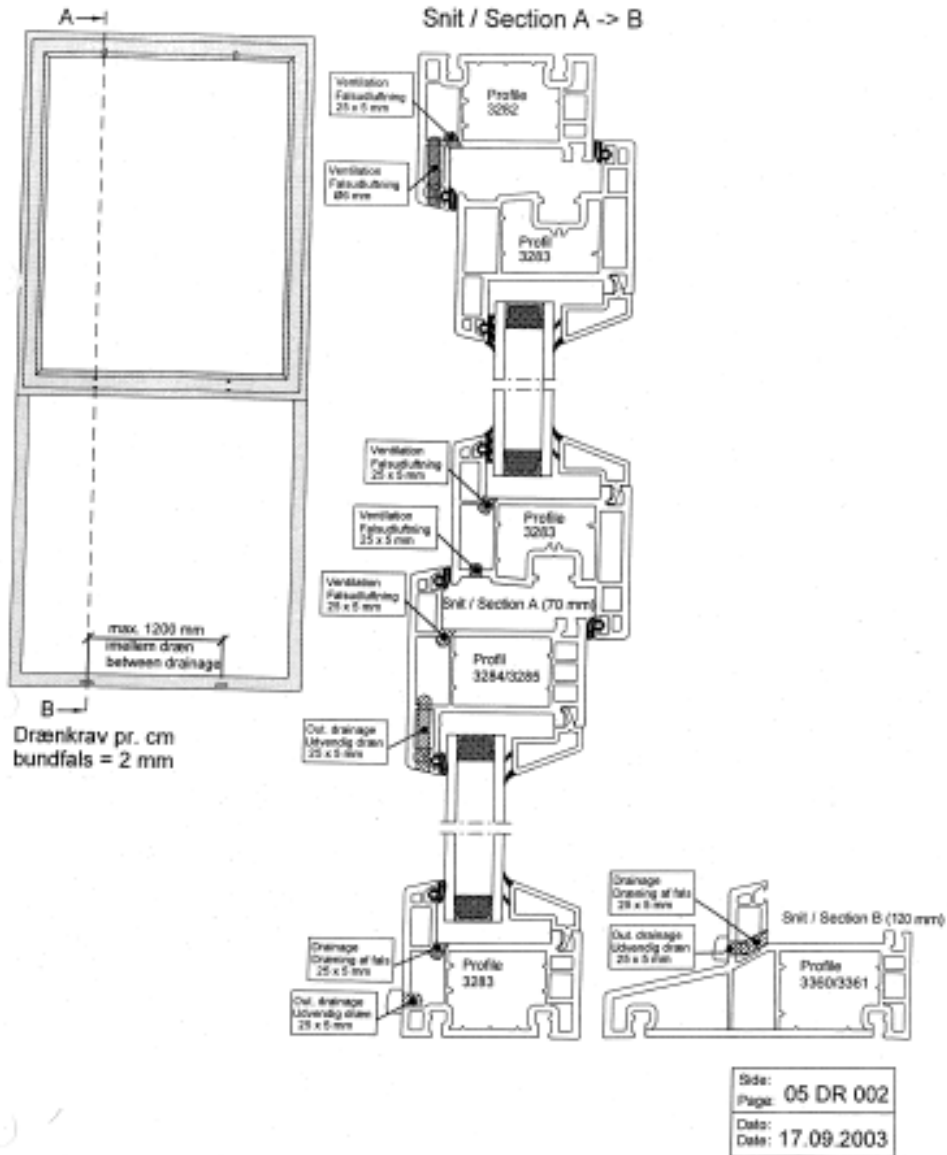 A
Snit / Section A -> B
Ventilation
Falsudluftning
25 x 5 mm
Profile
3282
Ventilation
Falsudluftning
Ø6 mm
Profil
3283
Ventilation
Falsudluftning
25 x 5 mm
Ventilation
Falsudluftning
25 x 5 mm
Profile
3283
Ventilation
Falsudluftning
25 x 5 mm
Snit / Section A (70 mm)
max. 1200 mm
imellem dræn
between drainage
Profil
3284/3285
B
Drænkrav pr. cm
bundfals = 2 mm
Out. drainage
Udvendig dræn
25 x 5 mm
Drainage
Dræning af fals
25 x 5 mm
Snit / Section B (120 mm)
Out. drainage
Udvendig dræn
25 x 5 mm
Drainage
Dræning af fals
25 x 5 mm
Profile
3283
Profile
3360/3361
Out. drainage
Udvendig dræn
25 x 5 mm
Side:
Page: 05 DR 002
Dato:
Date: 17.09.2003